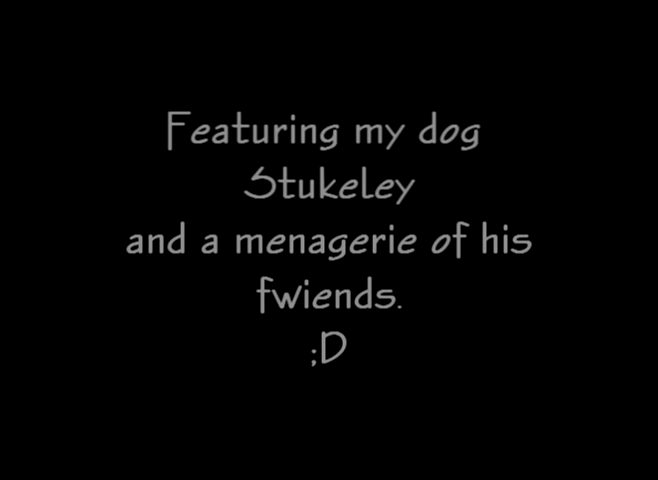 Featuring my dog
Stukeley
and a menagerie of his
fwiends.
;D